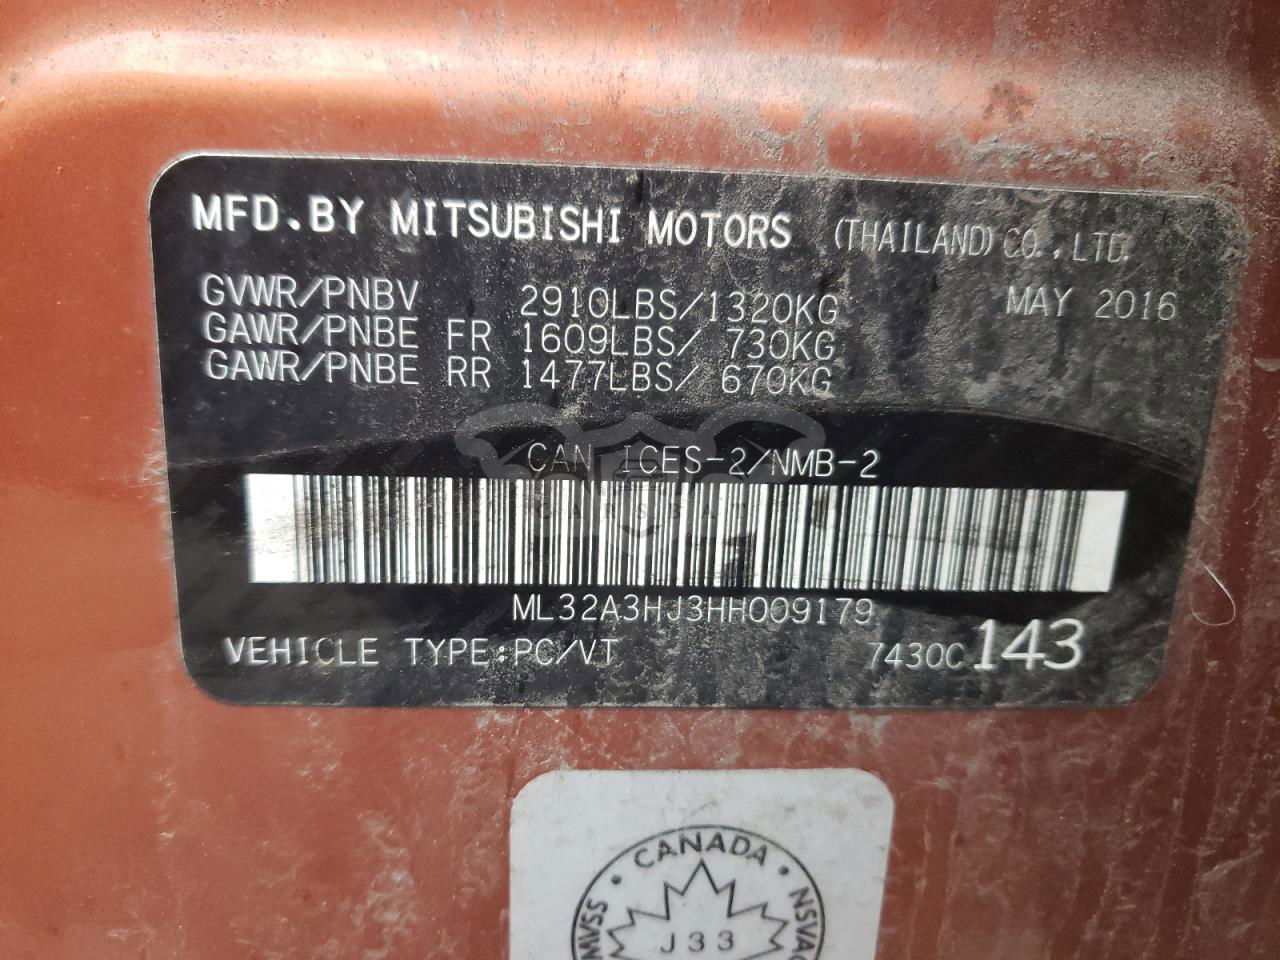 MFD.BY MITSUBISHI MOTORS (THAILAND) CO.,LTD.
GVWR/PNBV 2910LBS/1320KG MAY 2016
GAWR/PNBE FR 1609LBS/ 730KG
GAWR/PNBE RR 1477LBS/ 670KG
CAN ICES-2/NMB-2
ML32A3HJ3HH009179
VEHICLE TYPE:PC/VT 7430C 143
CANADA
J33